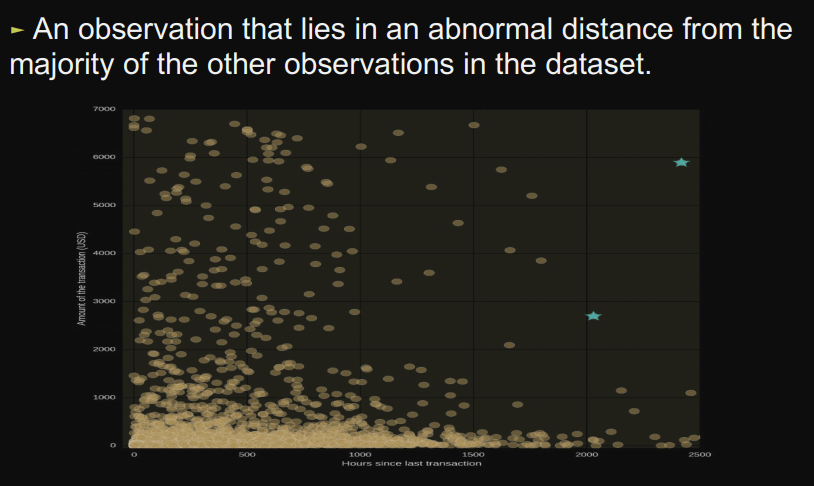 ► An observation that lies in an abnormal distance from the
majority of the other observations in the dataset.
7000
6000
5000
4000
3000
2000
1000
0
Amount of the transaction (USD)
0 500 1000 1500 2000 2500
Hours since last transaction